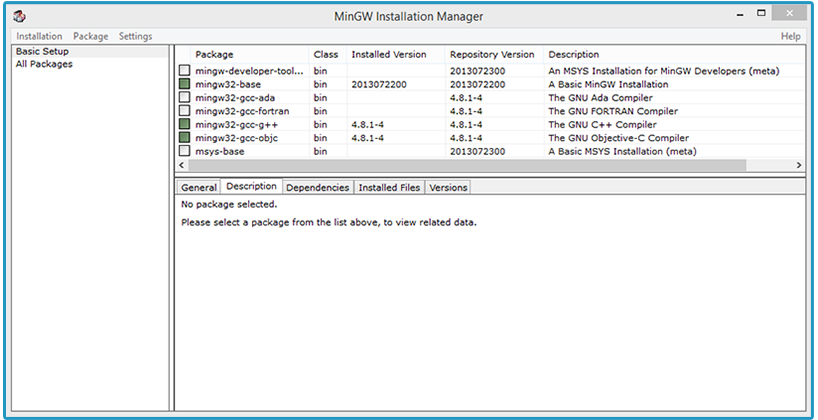 MinGW Installation Manager
Installation Package Settings Help
Basic Setup
All Packages
Package Class Installed Version Repository Version Description
mingw-developer-tool... bin 2013072300 An MSYS Installation for MinGW Developers (meta)
mingw32-base bin 2013072200 2013072200 A Basic MinGW Installation
mingw32-gcc-ada bin 4.8.1-4 The GNU Ada Compiler
mingw32-gcc-fortran bin 4.8.1-4 The GNU FORTRAN Compiler
mingw32-gcc-g++ bin 4.8.1-4 4.8.1-4 The GNU C++ Compiler
mingw32-gcc-objc bin 4.8.1-4 4.8.1-4 The GNU Objective-C Compiler
msys-base bin 2013072300 A Basic MSYS Installation (meta)
General Description Dependencies Installed Files Versions
No package selected.
Please select a package from the list above, to view related data.